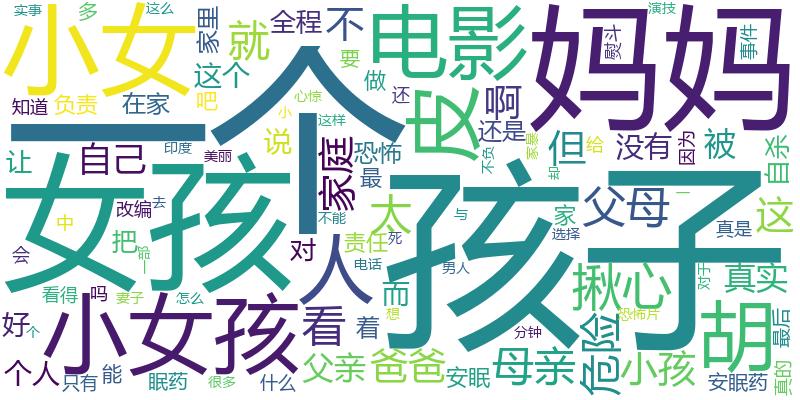 实事
多
这么
小女
家里
全程
不
电影
妈妈
演技
熨斗
事件
就
这个
要
做
心惊
知道
负责
在家
吧
小
还
一个
皮
啊
还是
但
给
没有
因为
被
自杀
说
这样
家暴
让
自己
印度
美丽
家庭
恐怖
最
不负
却
女孩
孩子
父母
这
改编
去
中
不能
太
与
家
一
真是
会
把
出
一
对
责任
死
选择
人
电话
男人
而
揪心
对于
真实
看得
吗
妻子
怎么
想
好
个
小女孩
看
着
分钟
危险
恐怖片
胡
最后
个人
只有
能
眠药
很多
什么
父亲
爸爸
安眠
母亲
小孩
安眠药
真的